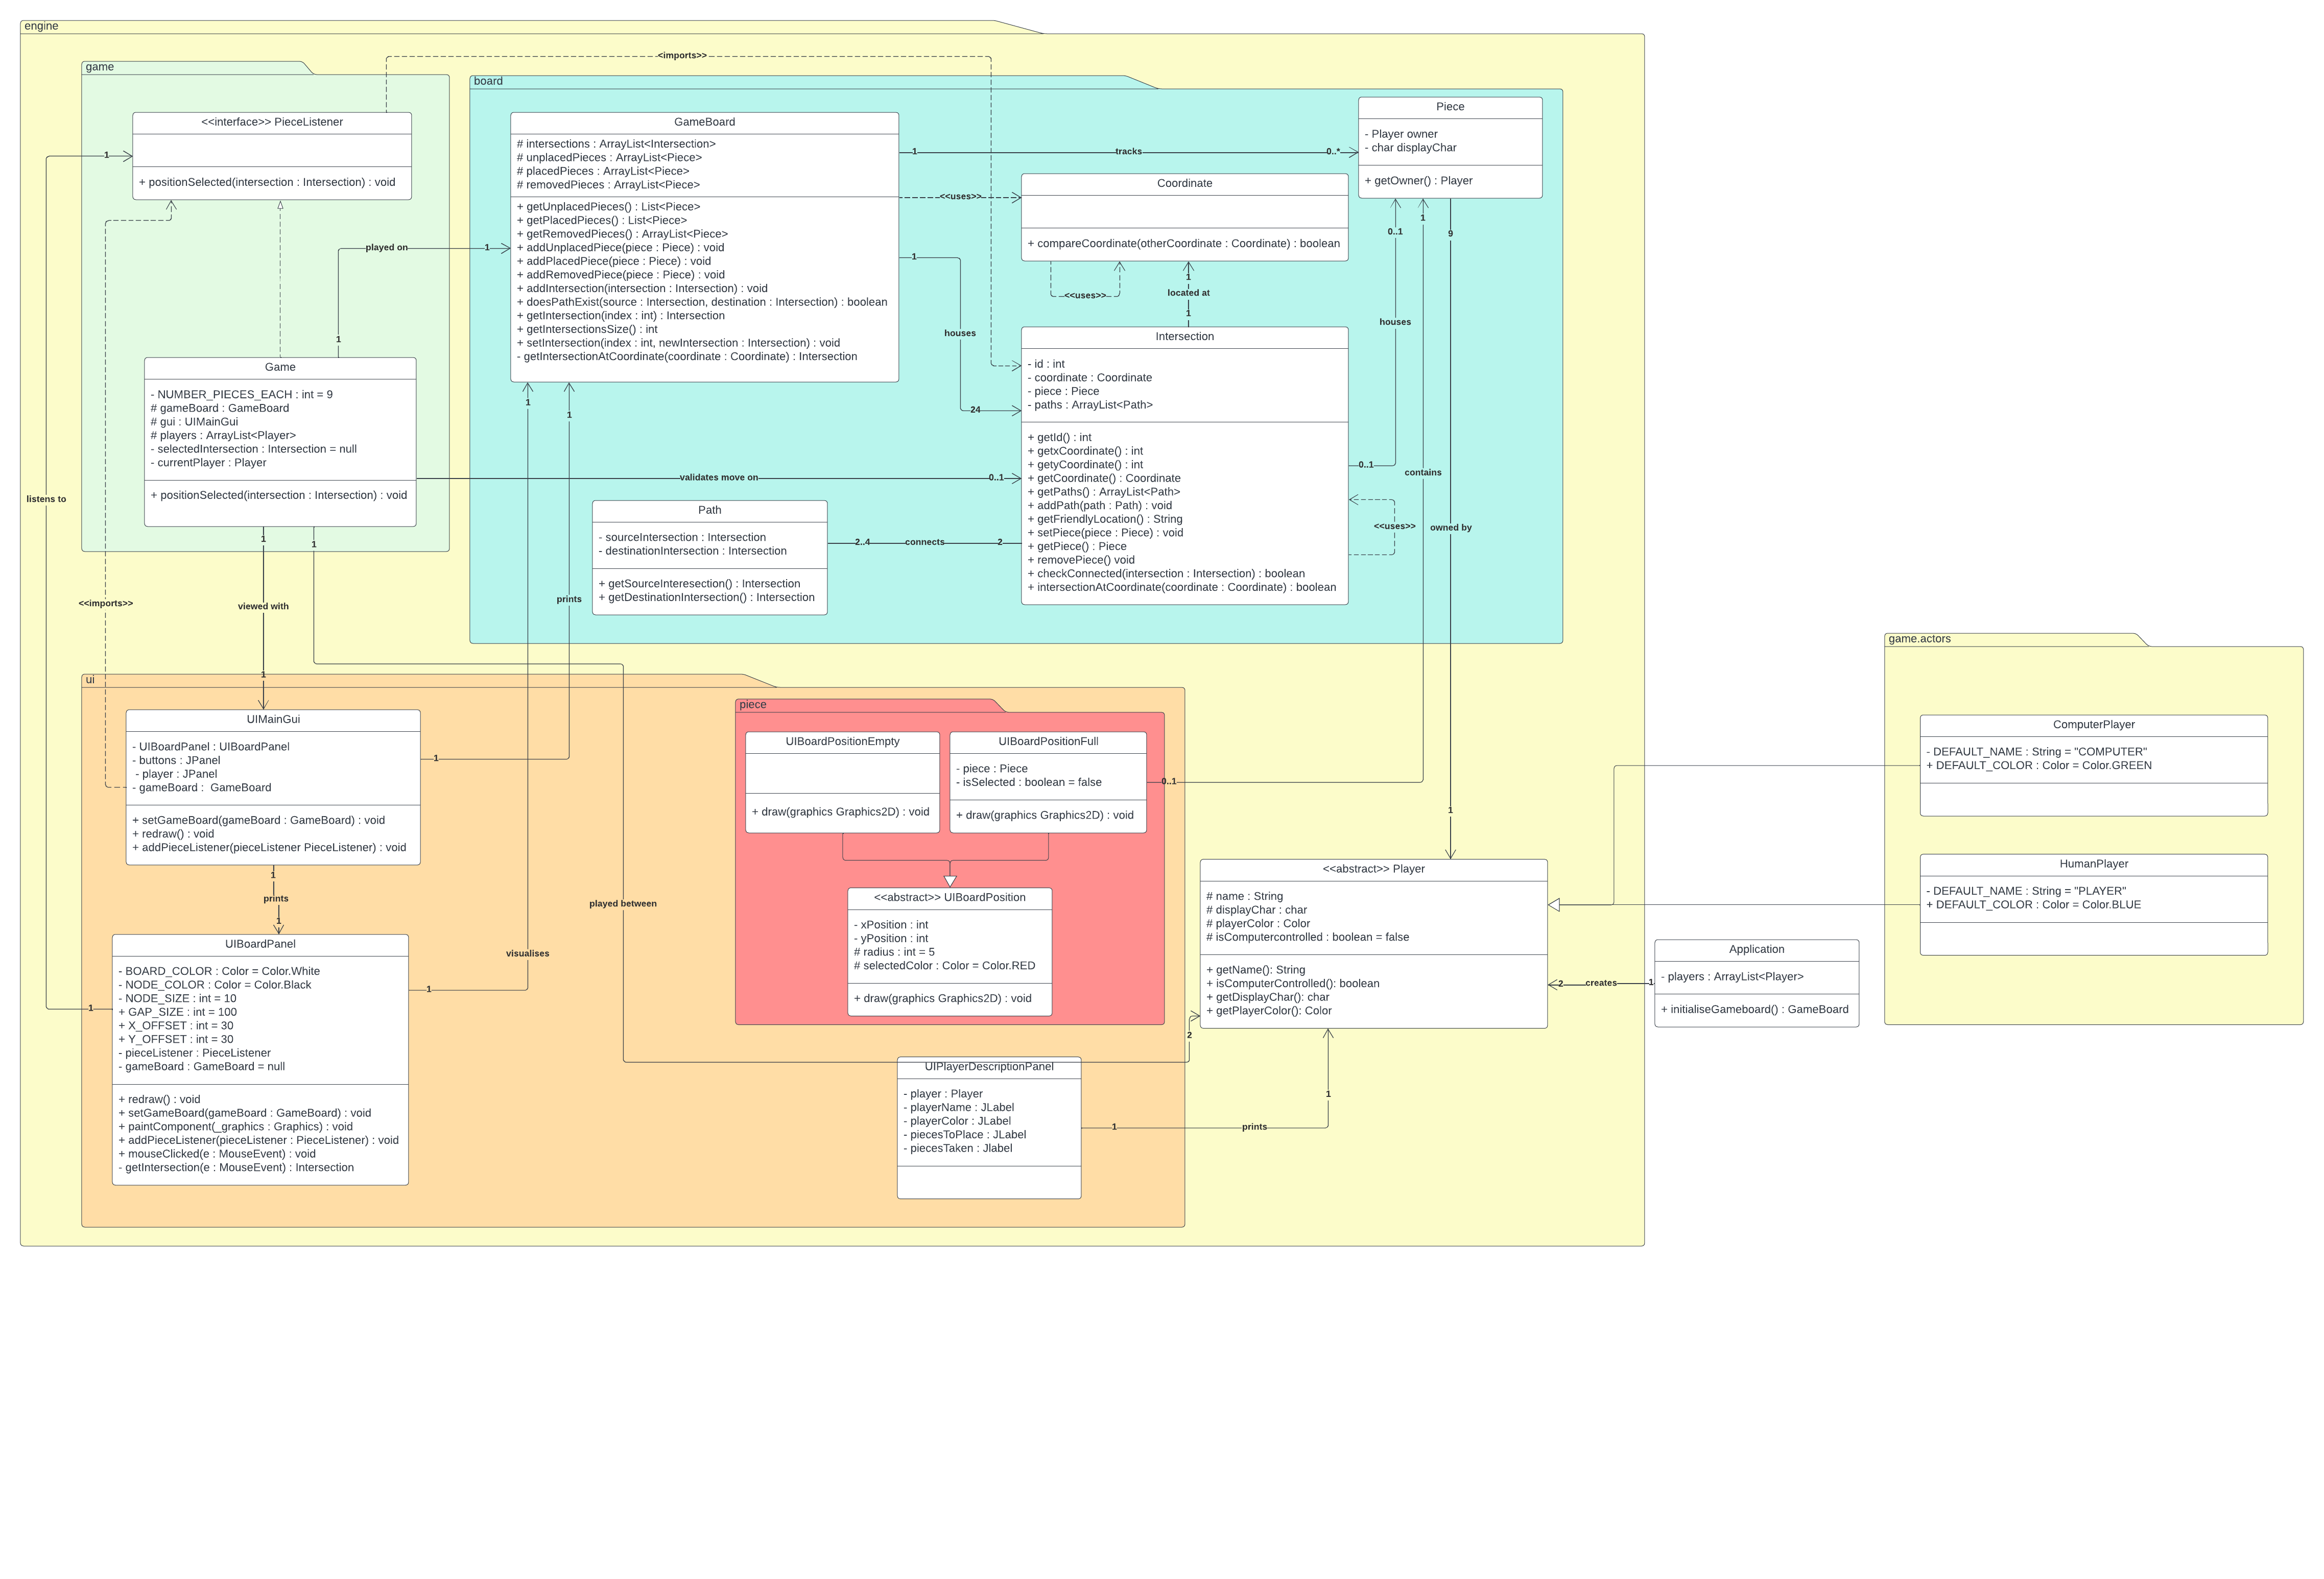 engine
game
<<interface>> PieceListener
+ positionSelected(intersection : Intersection) : void
<imports>>
1
listens to
1
<<imports>>
played on
1
1
Game
- NUMBER_PIECES_EACH : int = 9
# gameBoard : GameBoard
# gui : UIMainGui
# players : ArrayList<Player>
- selectedIntersection : Intersection = null
- currentPlayer : Player
+ positionSelected(intersection : Intersection) : void
1
viewed with
1
1
played between
2
validates move on
0..1
board
GameBoard
# intersections : ArrayList<Intersection>
# unplacedPieces : ArrayList<Piece>
# placedPieces : ArrayList<Piece>
# removedPieces : ArrayList<Piece>
+ getUnplacedPieces() : List<Piece>
+ getPlacedPieces() : List<Piece>
+ getRemovedPieces() : ArrayList<Piece>
+ addUnplacedPiece(piece : Piece) : void
+ addPlacedPiece(piece : Piece) : void
+ addRemovedPiece(piece : Piece) : void
+ addIntersection(intersection : Intersection) : void
+ doesPathExist(source : Intersection, destination : Intersection) : boolean
+ getIntersection(index : int) : Intersection
+ getIntersectionsSize() : int
+ setIntersection(index : int, newIntersection : Intersection) : void
- getIntersectionAtCoordinate(coordinate : Coordinate) : Intersection
1
tracks
0..*
<<uses>>
1
houses
24
Piece
- Player owner
- char displayChar
+ getOwner() : Player
Coordinate
+ compareCoordinate(otherCoordinate : Coordinate) : boolean
<<uses>>
1
located at
1
Intersection
- id : int
- coordinate : Coordinate
- piece : Piece
- paths : ArrayList<Path>
+ getId() : int
+ getxCoordinate() : int
+ getyCoordinate() : int
+ getCoordinate() : Coordinate
+ getPaths() : ArrayList<Path>
+ addPath(path : Path) : void
+ getFriendlyLocation() : String
+ setPiece(piece : Piece) : void
+ getPiece() : Piece
+ removePiece() void
+ checkConnected(intersection : Intersection) : boolean
+ intersectionAtCoordinate(coordinate : Coordinate) : boolean
0..1
houses
0..1
<<uses>>
1
contains
0..1
9
owned by
1
Path
- sourceIntersection : Intersection
- destinationIntersection : Intersection
+ getSourceInteresection() : Intersection
+ getDestinationIntersection() : Intersection
2..4
connects
2
1
visualises
1
1
prints
1
ui
UIMainGui
- UIBoardPanel : UIBoardPanel
- buttons : JPanel
- player : JPanel
- gameBoard :  GameBoard
+ setGameBoard(gameBoard : GameBoard) : void
+ redraw() : void
+ addPieceListener(pieceListener PieceListener) : void
1
prints
1
UIBoardPanel
- BOARD_COLOR : Color = Color.White
- NODE_COLOR : Color = Color.Black
- NODE_SIZE : int = 10
+ GAP_SIZE : int = 100
+ X_OFFSET : int = 30
+ Y_OFFSET : int = 30
- pieceListener : PieceListener
- gameBoard : GameBoard = null
+ redraw() : void
+ setGameBoard(gameBoard : GameBoard) : void
+ paintComponent(_graphics : Graphics) : void
+ addPieceListener(pieceListener : PieceListener) : void
+ mouseClicked(e : MouseEvent) : void
- getIntersection(e : MouseEvent) : Intersection
piece
UIBoardPositionEmpty
+ draw(graphics Graphics2D) : void
UIBoardPositionFull
- piece : Piece
- isSelected : boolean = false
+ draw(graphics Graphics2D) : void
<<abstract>> UIBoardPosition
- xPosition : int
- yPosition : int
# radius : int = 5
# selectedColor : Color = Color.RED
+ draw(graphics Graphics2D) : void
UIPlayerDescriptionPanel
- player : Player
- playerName : JLabel
- playerColor : JLabel
- piecesToPlace : JLabel
- piecesTaken : Jlabel
1
prints
1
<<abstract>> Player
# name : String
# displayChar : char
# playerColor : Color
# isComputercontrolled : boolean = false
+ getName(): String
+ isComputerControlled(): boolean
+ getDisplayChar(): char
+ getPlayerColor(): Color
2
creates
1
Application
- players : ArrayList<Player>
+ initialiseGameboard() : GameBoard
game.actors
ComputerPlayer
- DEFAULT_NAME : String = "COMPUTER"
+ DEFAULT_COLOR : Color = Color.GREEN
HumanPlayer
- DEFAULT_NAME : String = "PLAYER"
+ DEFAULT_COLOR : Color = Color.BLUE